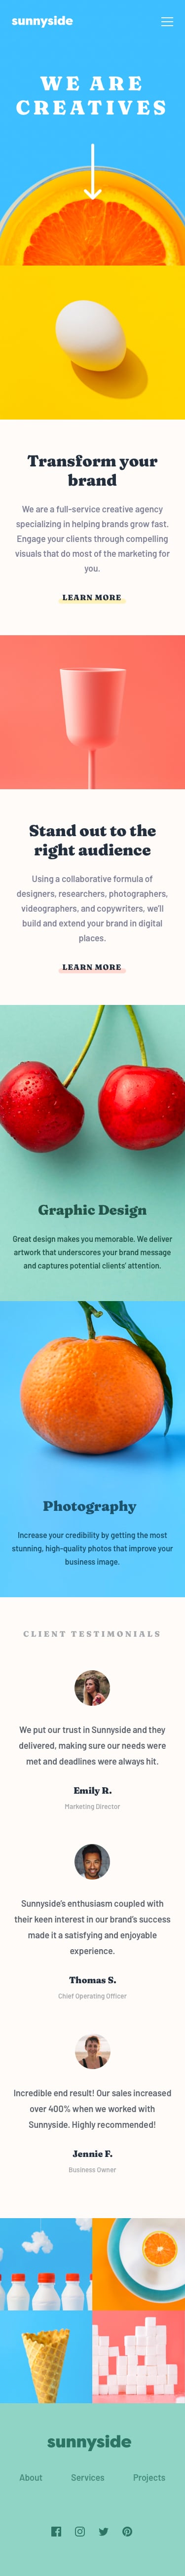 sunnyside
WE ARE
CREATIVES
Transform your
brand
We are a full-service creative agency
specializing in helping brands grow fast.
Engage your clients through compelling
visuals that do most of the marketing for
you.
LEARN MORE
Stand out to the
right audience
Using a collaborative formula of
designers, researchers, photographers,
videographers, and copywriters, we'll
build and extend your brand in digital
places.
LEARN MORE
Graphic Design
Great design makes you memorable. We deliver
artwork that underscores your brand message
and captures potential clients' attention.
Photography
Increase your credibility by getting the most
stunning, high-quality photos that improve your
business image.
CLIENT TESTIMONIALS
We put our trust in Sunnyside and they
delivered, making sure our needs were
met and deadlines were always hit.
Emily R.
Marketing Director
Sunnyside's enthusiasm coupled with
their keen interest in our brand's success
made it a satisfying and enjoyable
experience.
Thomas S.
Chief Operating Officer
Incredible end result! Our sales increased
over 400% when we worked with
Sunnyside. Highly recommended!
Jennie F.
Business Owner
sunnyside
About Services Projects